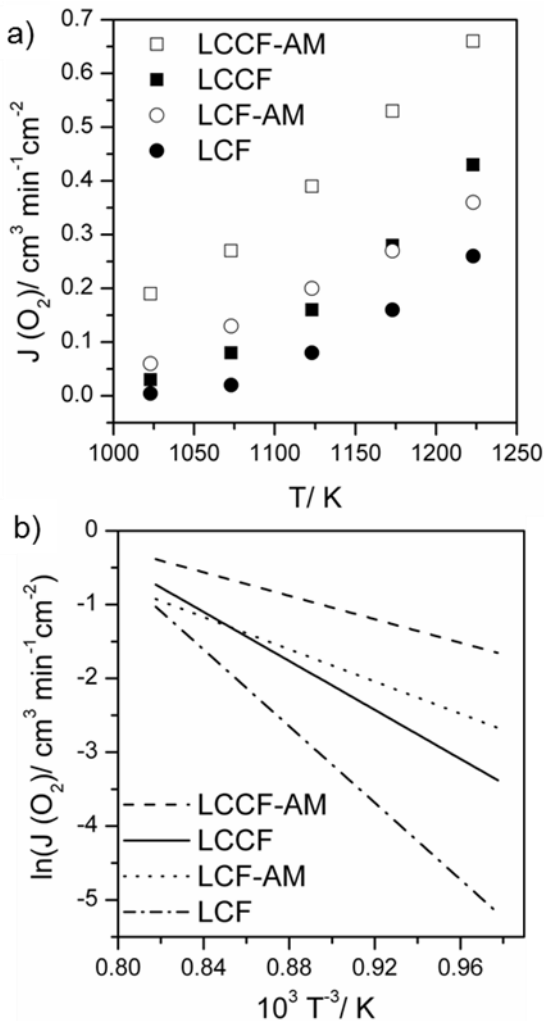 a)
0.7
0.6
0.5
0.4
0.3
0.2
0.1
0.0
J (O₂)/ cm³ min⁻¹cm⁻²
LCCF-AM
LCCF
LCF-AM
LCF
1000 1050 1100 1150 1200 1250
T/ K
b)
0
-1
-2
-3
-4
-5
ln(J (O₂)/ cm³ min⁻¹cm⁻²)
LCCF-AM
LCCF
LCF-AM
LCF
0.80 0.84 0.88 0.92 0.96
10³ T⁻³/ K